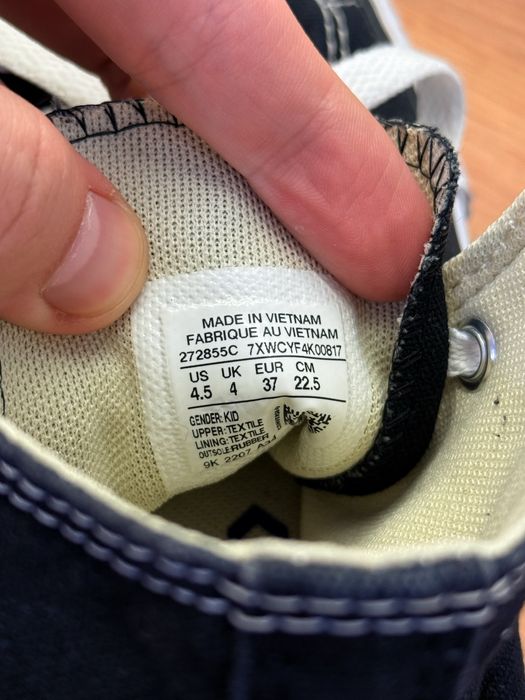 MADE IN VIETNAM
FABRIQUE AU VIETNAM
272855C 7XWCYF4K00817
US UK EUR CM
4.5 4 37 22.5
GENDER: KID
UPPER: TEXTILE
LINING: TEXTILE
OUTSOLE: RUBBER
9K 2207